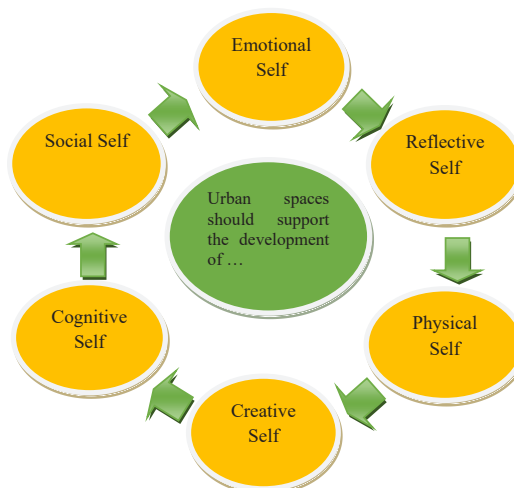 Emotional
Self
Social Self
Reflective
Self
Urban spaces
should support
the development
of …
Cognitive
Self
Physical
Self
Creative
Self